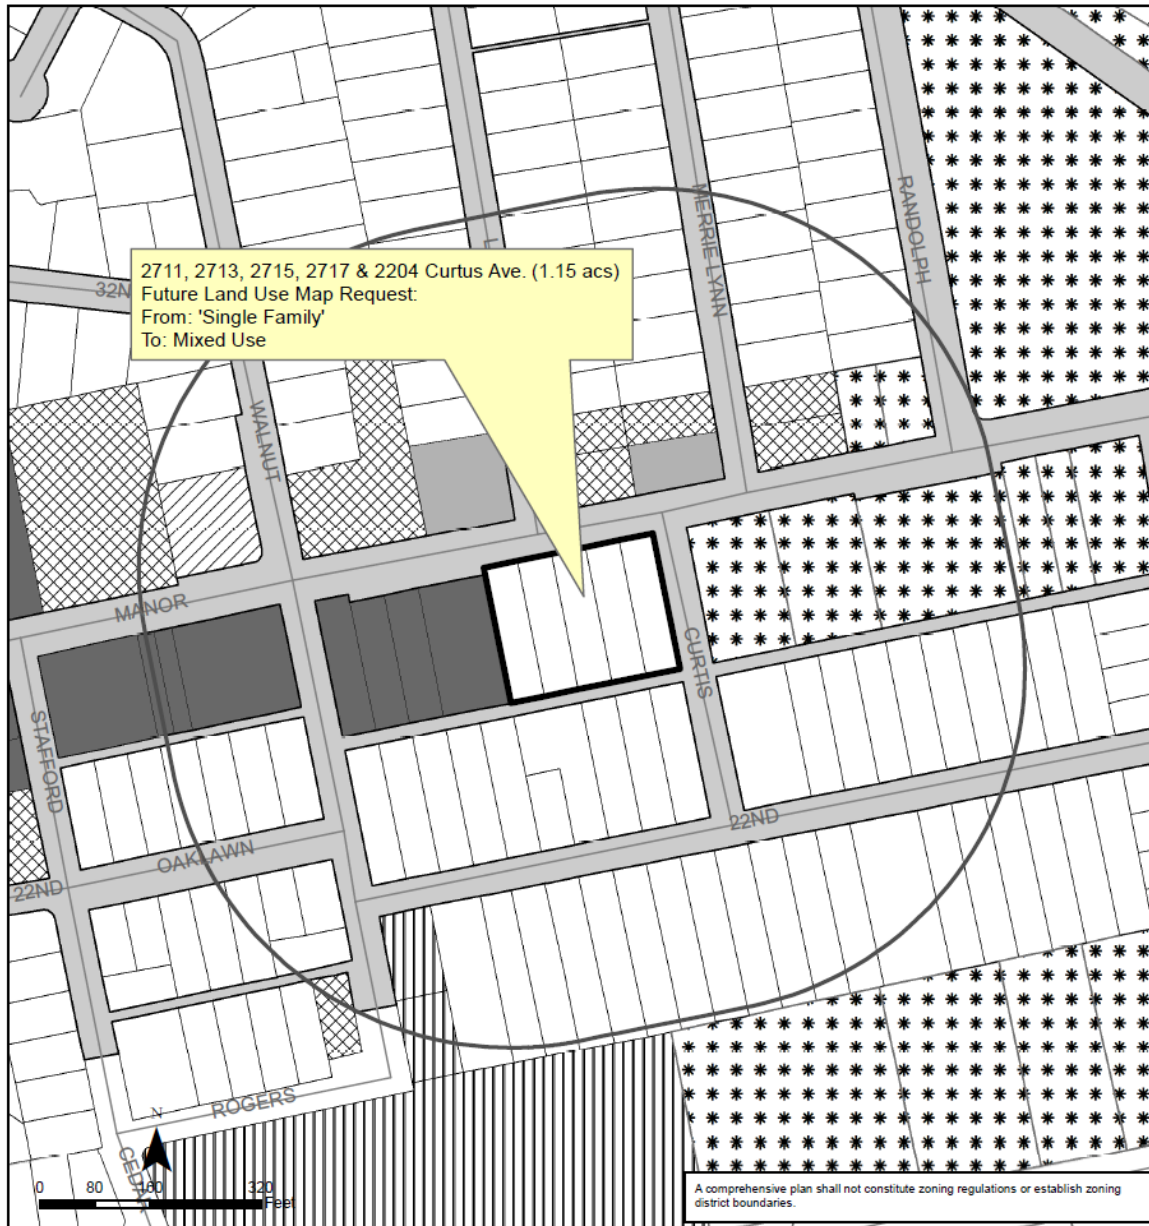 RANDOLPH
MERRIE LYNN
L
2711, 2713, 2715, 2717 & 2204 Curtus Ave. (1.15 acs)
Future Land Use Map Request:
From: 'Single Family'
To: Mixed Use
32N
WALNUT
MANOR
CURTIS
STAFFORD
22ND
OAKLAWN
22ND
ROGERS
N
CEDAR
0 80 160 320
Feet
A comprehensive plan shall not constitute zoning regulations or establish zoning
district boundaries.